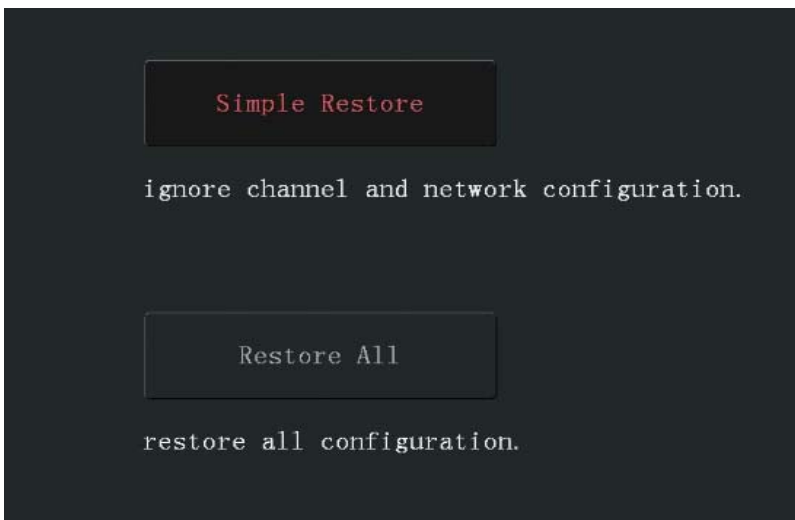 Simple Restore
ignore channel and network configuration.
Restore All
restore all configuration.